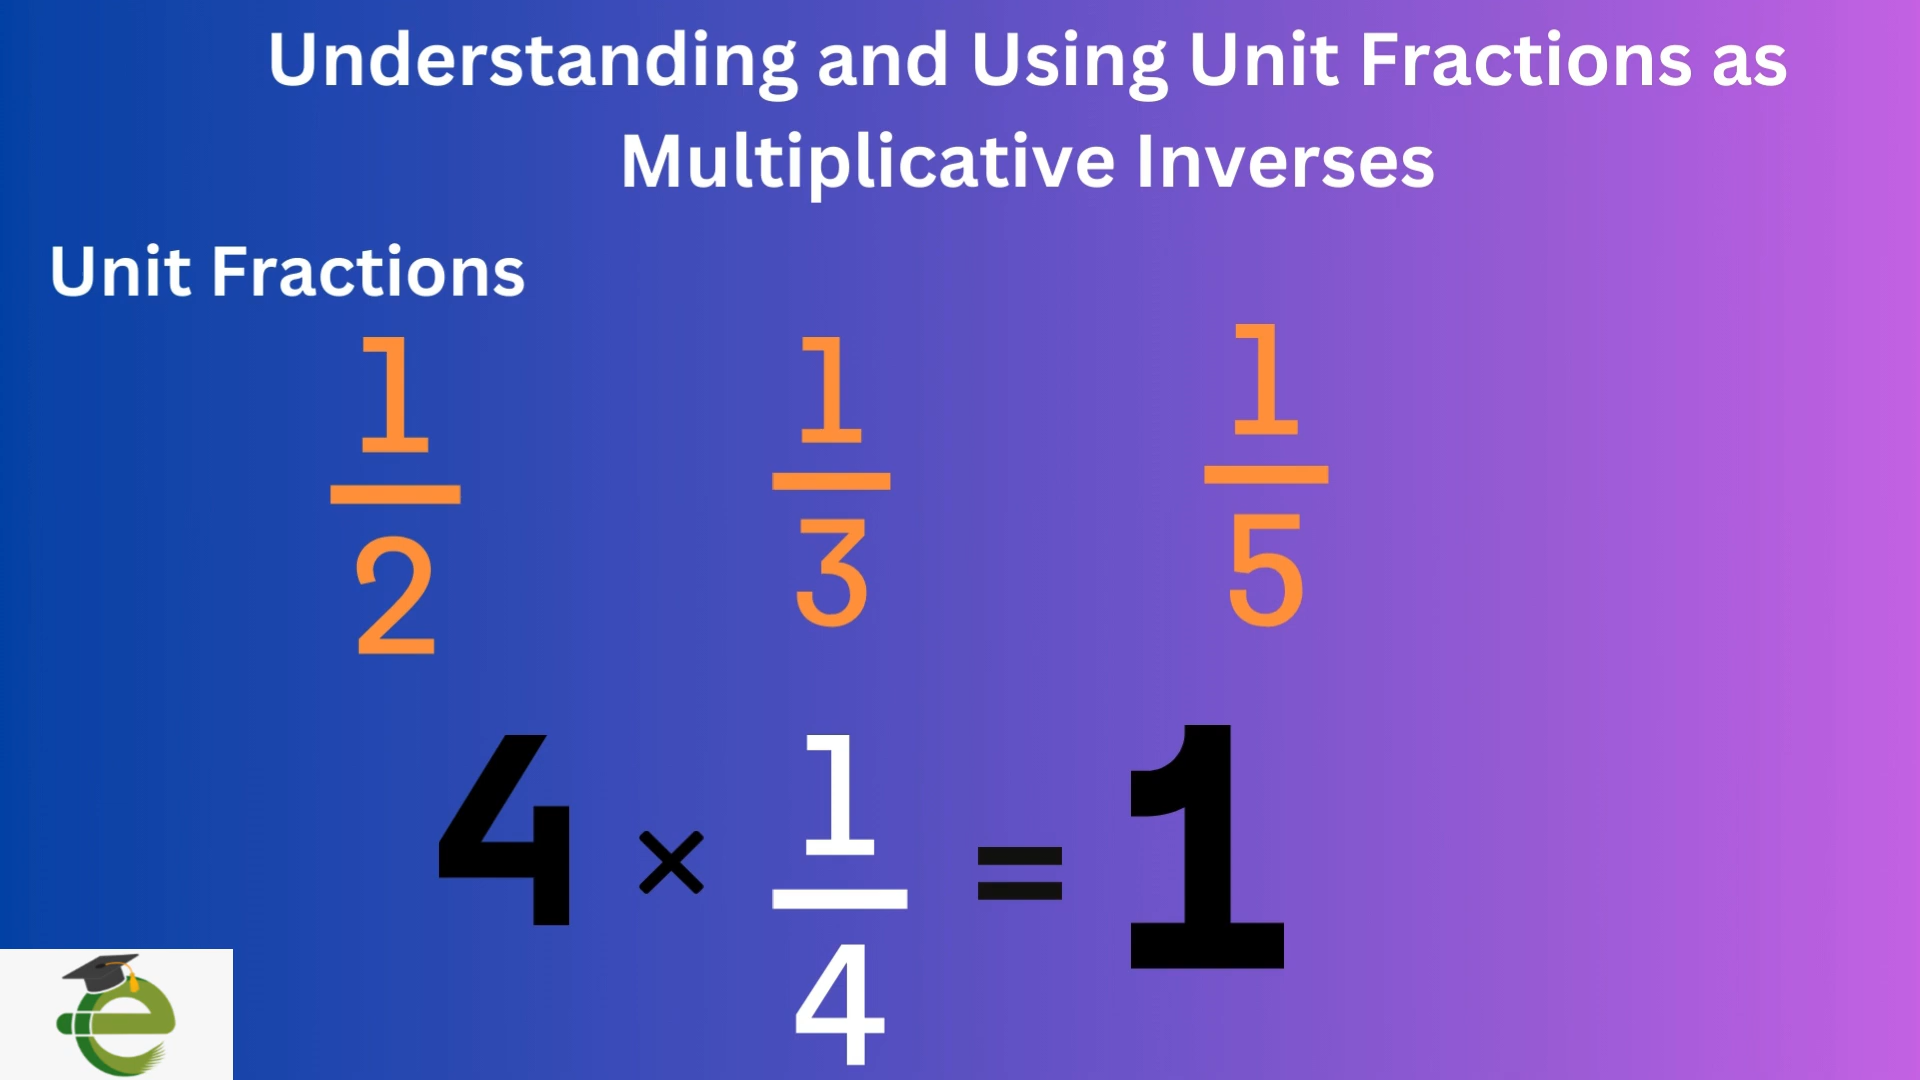 Understanding and Using Unit Fractions as
Multiplicative Inverses
Unit Fractions
1/2 1/3 1/5
4 × 1/4 = 1